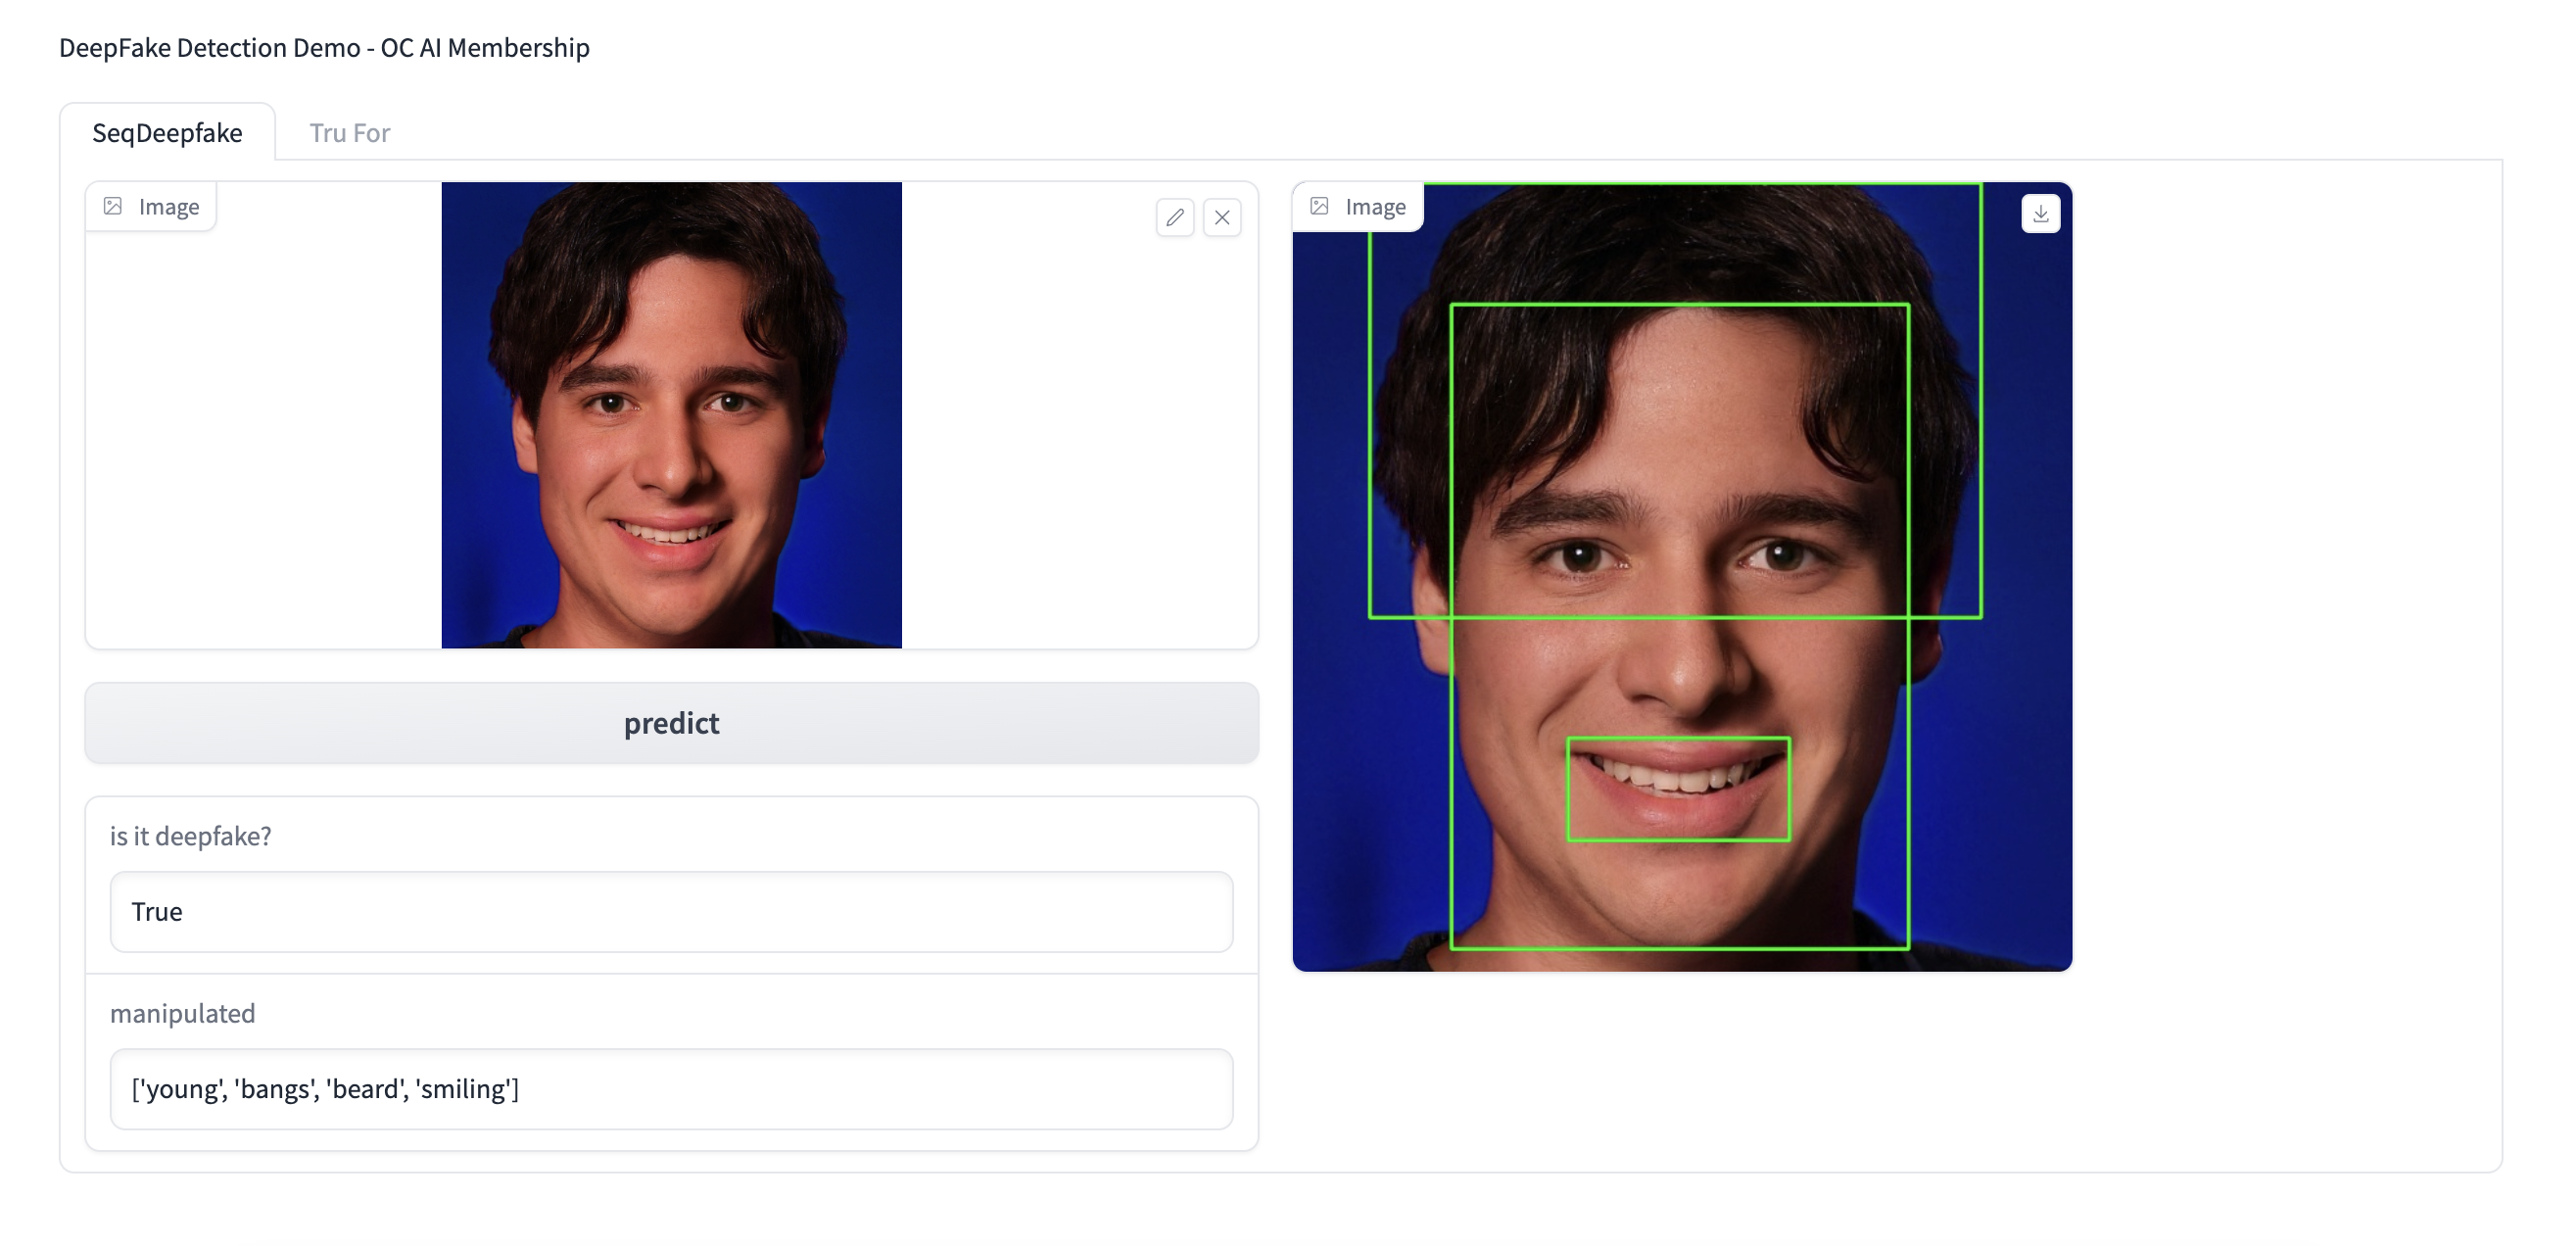 DeepFake Detection Demo - OC AI Membership
SeqDeepfake
Tru For
Image
Image
predict
is it deepfake?
True
manipulated
['young', 'bangs', 'beard', 'smiling']